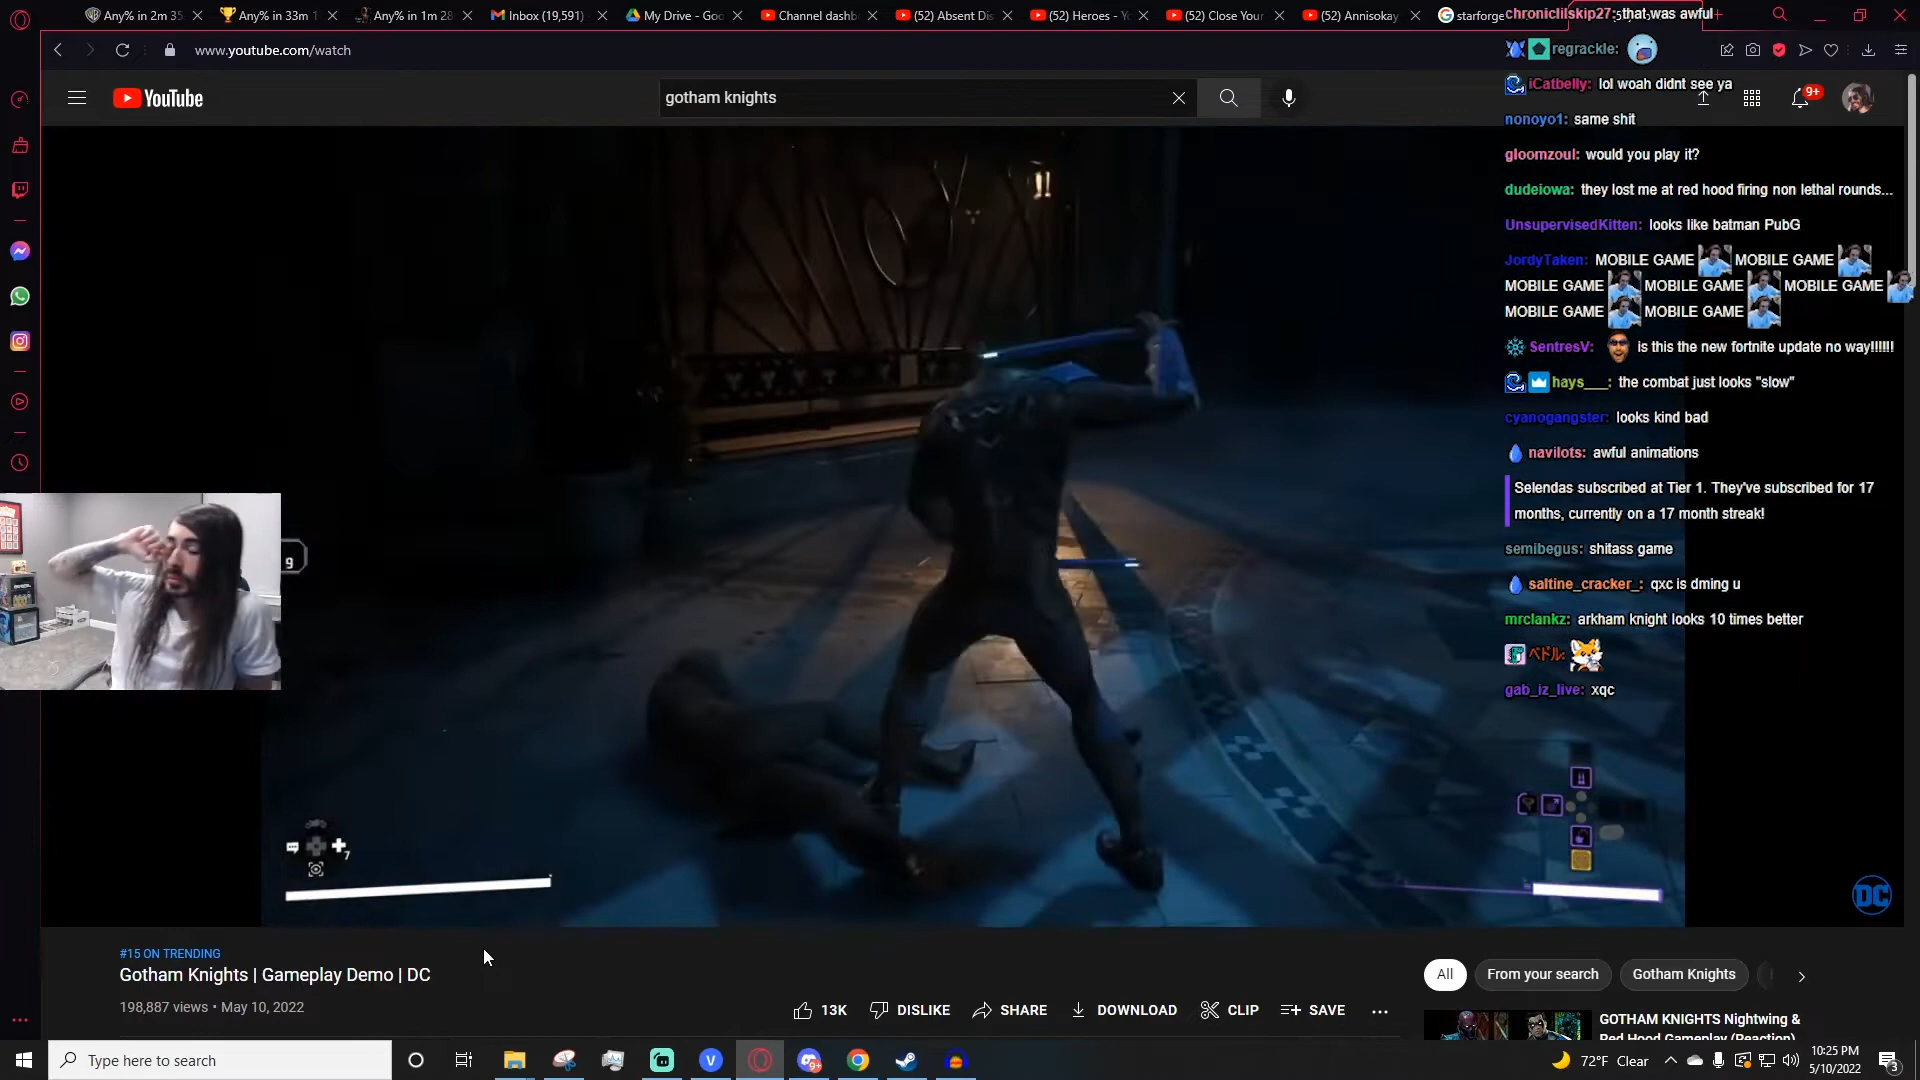 Any% in 2m 35
Any% in 33m 1
Any% in 1m 28
Inbox (19,591)
My Drive - Goo
Channel dashb
(52) Absent Di
(52) Heroes - Y
(52) Close Your
(52) Annisokay
starforge
chroniclilskip27: that was awful
www.youtube.com/watch
regrackle:
YouTube
gotham knights
9+
iCatbelly: lol woah didnt see ya
nonoyo1: same shit
gloomzoul: would you play it?
dudeiowa: they lost me at red hood firing non lethal rounds...
UnsupervisedKitten: looks like batman PubG
JordyTaken: MOBILE GAME MOBILE GAME
MOBILE GAME MOBILE GAME MOBILE GAME
MOBILE GAME MOBILE GAME
SentresV: is this the new fortnite update no way!!!!!!
hays___: the combat just looks "slow"
cyanogangster: looks kind bad
navilots: awful animations
Selendas subscribed at Tier 1. They've subscribed for 17
months, currently on a 17 month streak!
semibegus: shitass game
saltine_cracker_: qxc is dming u
mrclankz: arkham knight looks 10 times better
ベドル:
gab_iz_live: xqc
9
7
DC
#15 ON TRENDING
Gotham Knights | Gameplay Demo | DC
198,887 views • May 10, 2022
13K
DISLIKE
SHARE
DOWNLOAD
CLIP
SAVE
All
From your search
Gotham Knights
GOTHAM KNIGHTS Nightwing &
Red Hood Gameplay (Reaction)
Type here to search
9+
72°F Clear
10:25 PM
5/10/2022
3